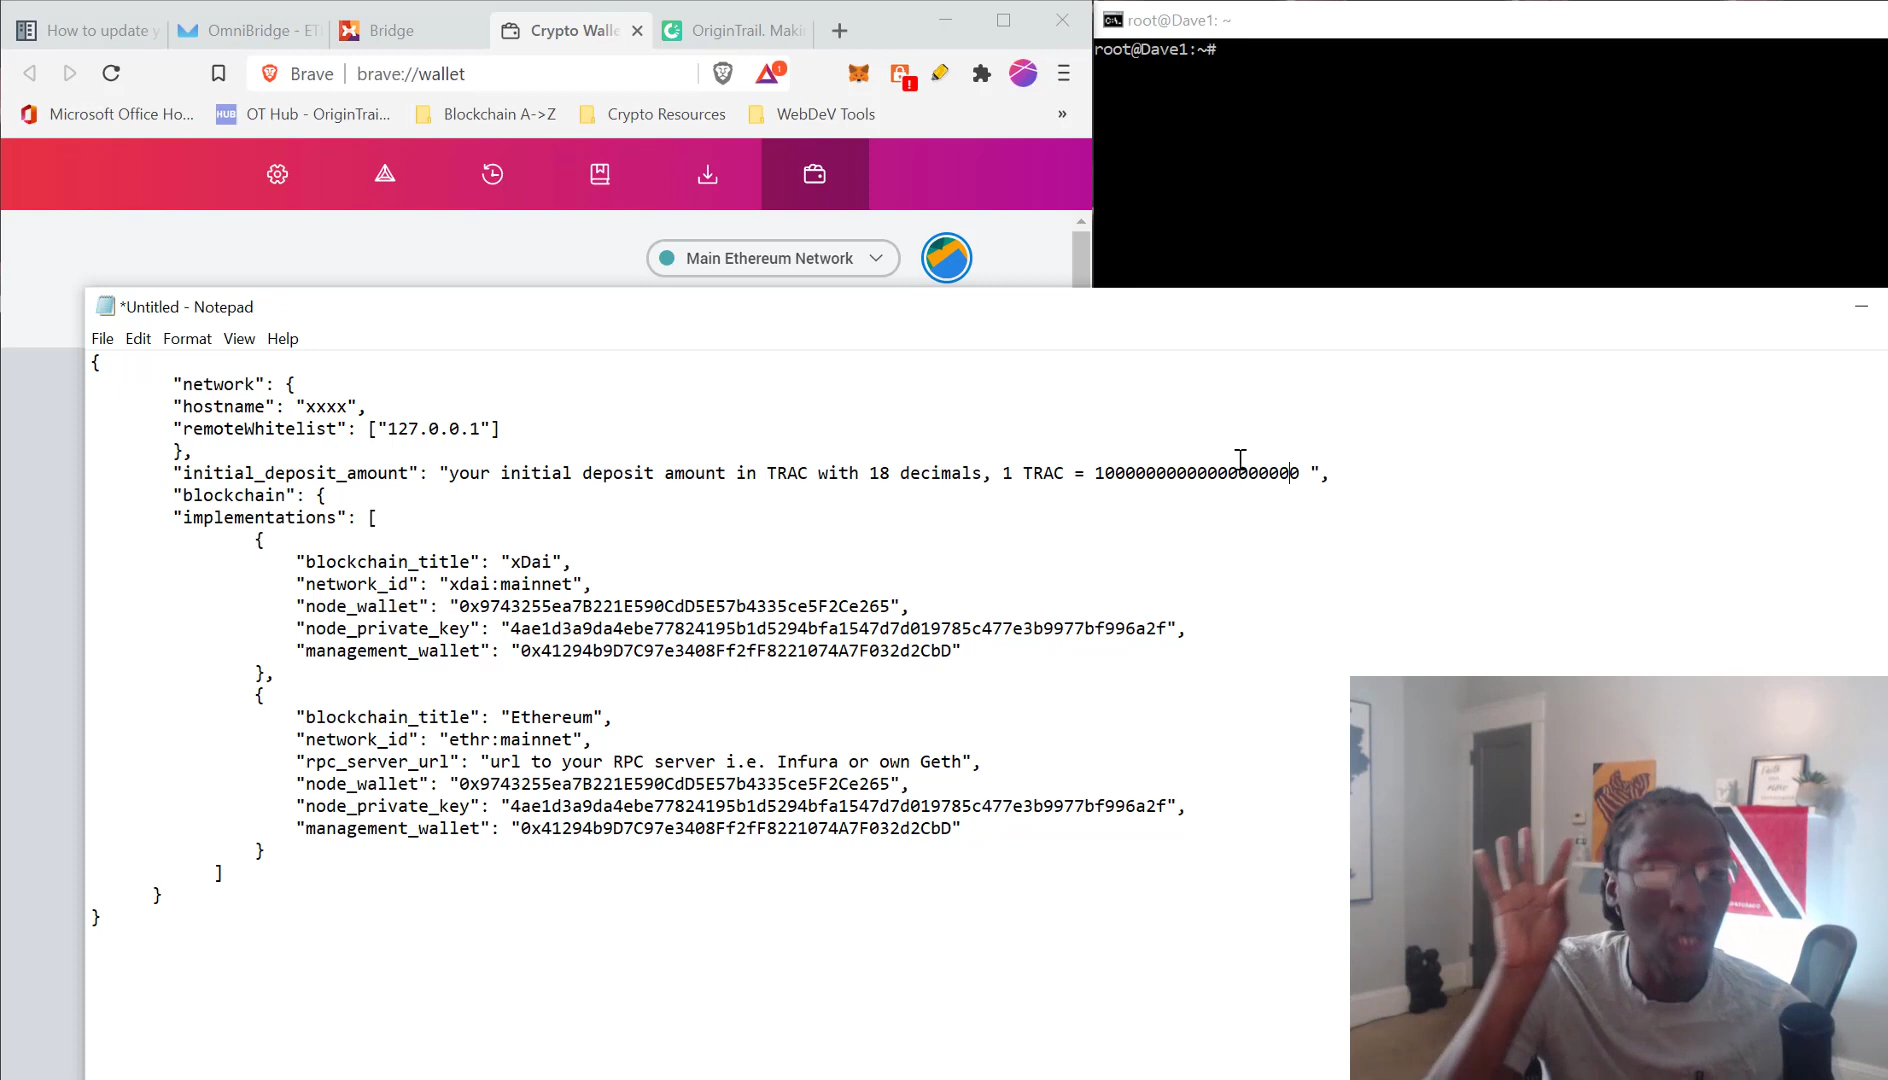 How to update y
OmniBridge - ET
Bridge
Crypto Walle
OriginTrail. Maki
root@Dave1: ~
Brave
brave://wallet
1
Microsoft Office Ho...
HUB
OT Hub - OriginTrai...
Blockchain A->Z
Crypto Resources
WebDEV Tools
»
root@Dave1:~#
Main Ethereum Network
*Untitled - Notepad
File Edit Format View Help
{
"network": {
"hostname": "xxxx",
"remoteWhitelist": ["127.0.0.1"]
},
"initial_deposit_amount": "your initial deposit amount in TRAC with 18 decimals, 1 TRAC = 10000000000000000000 ",
"blockchain": {
"implementations": [
{
"blockchain_title": "xDai",
"network_id": "xdai:mainnet",
"node_wallet": "0x9743255ea7B221E590CdD5E57b4335ce5F2Ce265",
"node_private_key": "4ae1d3a9da4ebe77824195b1d5294bfa1547d7d019785c477e3b9977bf996a2f",
"management_wallet": "0x41294b9D7C97e3408Ff2fF8221074A7F032d2CbD"
},
{
"blockchain_title": "Ethereum",
"network_id": "ethr:mainnet",
"rpc_server_url": "url to your RPC server i.e. Infura or own Geth",
"node_wallet": "0x9743255ea7B221E590CdD5E57b4335ce5F2Ce265",
"node_private_key": "4ae1d3a9da4ebe77824195b1d5294bfa1547d7d019785c477e3b9977bf996a2f",
"management_wallet": "0x41294b9D7C97e3408Ff2fF8221074A7F032d2CbD"
}
]
}
}